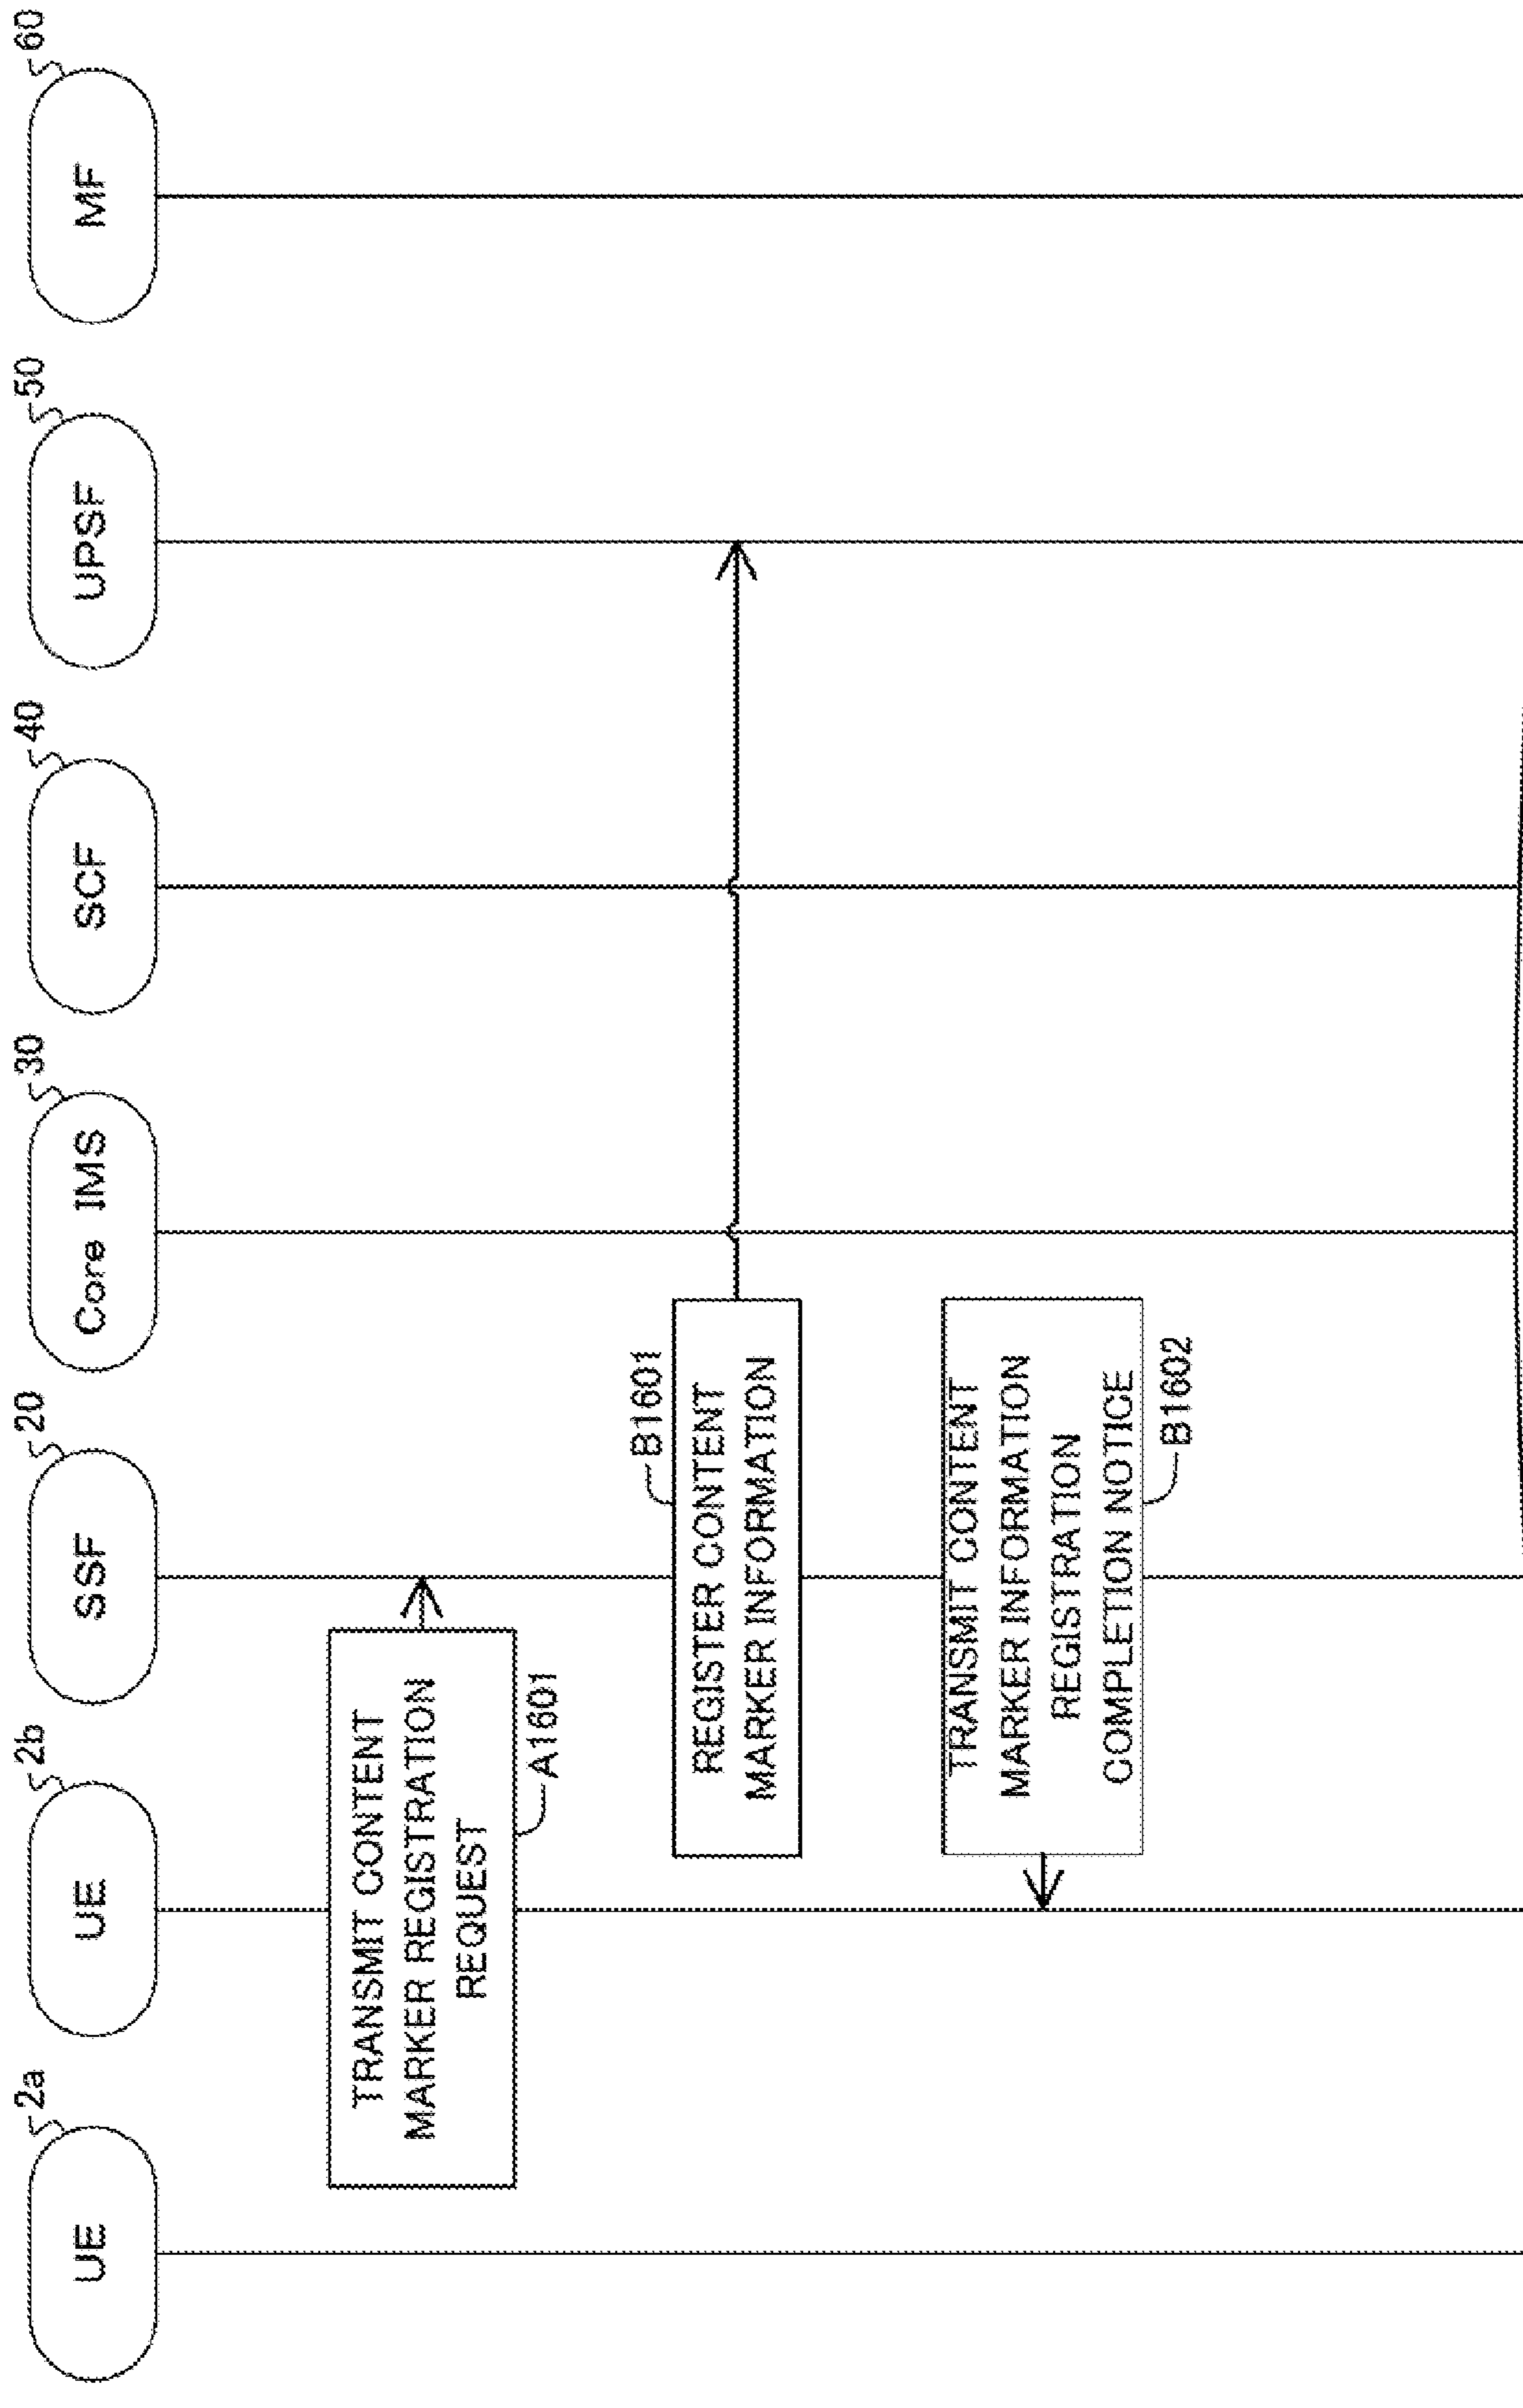 2a
2b
20
30
40
50
60
UE
UE
SSF
Core IMS
SCF
UPSF
MF
TRANSMIT CONTENT
MARKER REGISTRATION
REQUEST
A1601
B1601
REGISTER CONTENT
MARKER INFORMATION
TRANSMIT CONTENT
MARKER INFORMATION
REGISTRATION
COMPLETION NOTICE
B1602